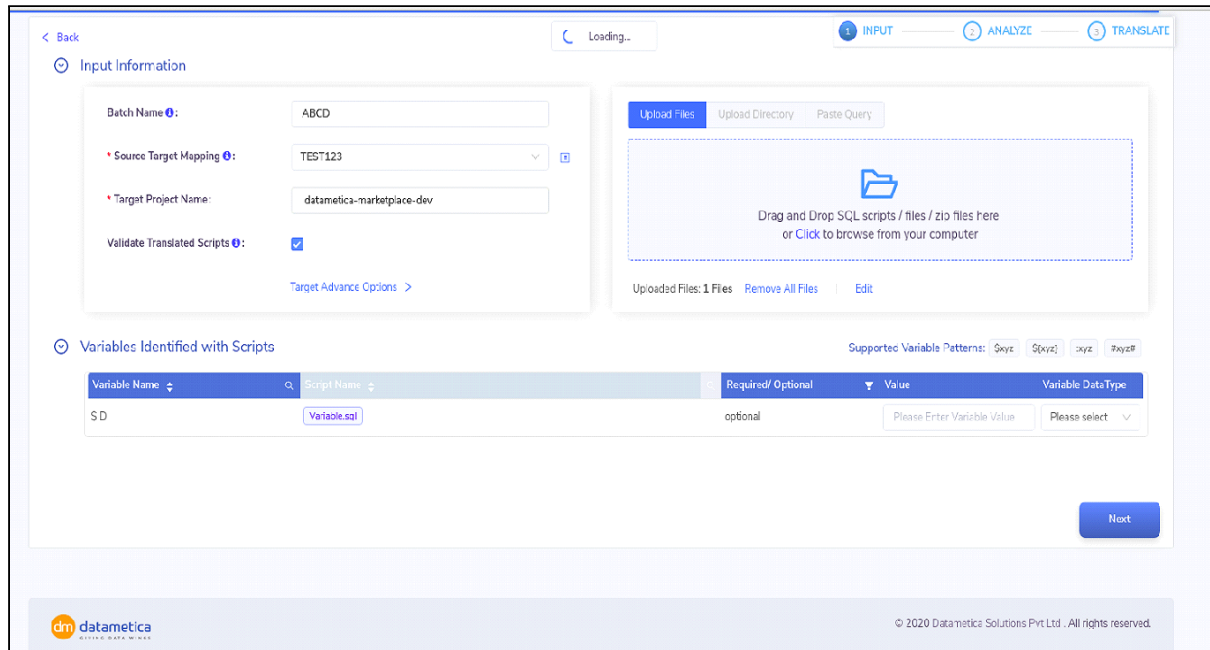 Back
Loading...
1 INPUT
2 ANALYZE
3 TRANSLATE
Input Information
Batch Name :
ABCD
* Source Target Mapping :
TEST123
* Target Project Name:
datametica-marketplace-dev
Validate Translated Scripts :
Target Advance Options >
Upload Files Upload Directory Paste Query
Drag and Drop SQL scripts / files / zip files here
or Click to browse from your computer
Uploaded Files: 1 Files Remove All Files | Edit
Variables Identified with Scripts
Supported Variable Patterns: $xyz ${xyz} :xyz #xyz#
Variable Name Script Name Required/ Optional Value Variable DataType
S D Variable.sql optional Please Enter Variable Value Please select
Next
dm datametica
GIVING DATA WINGS
© 2020 Datametica Solutions Pvt Ltd . All rights reserved.